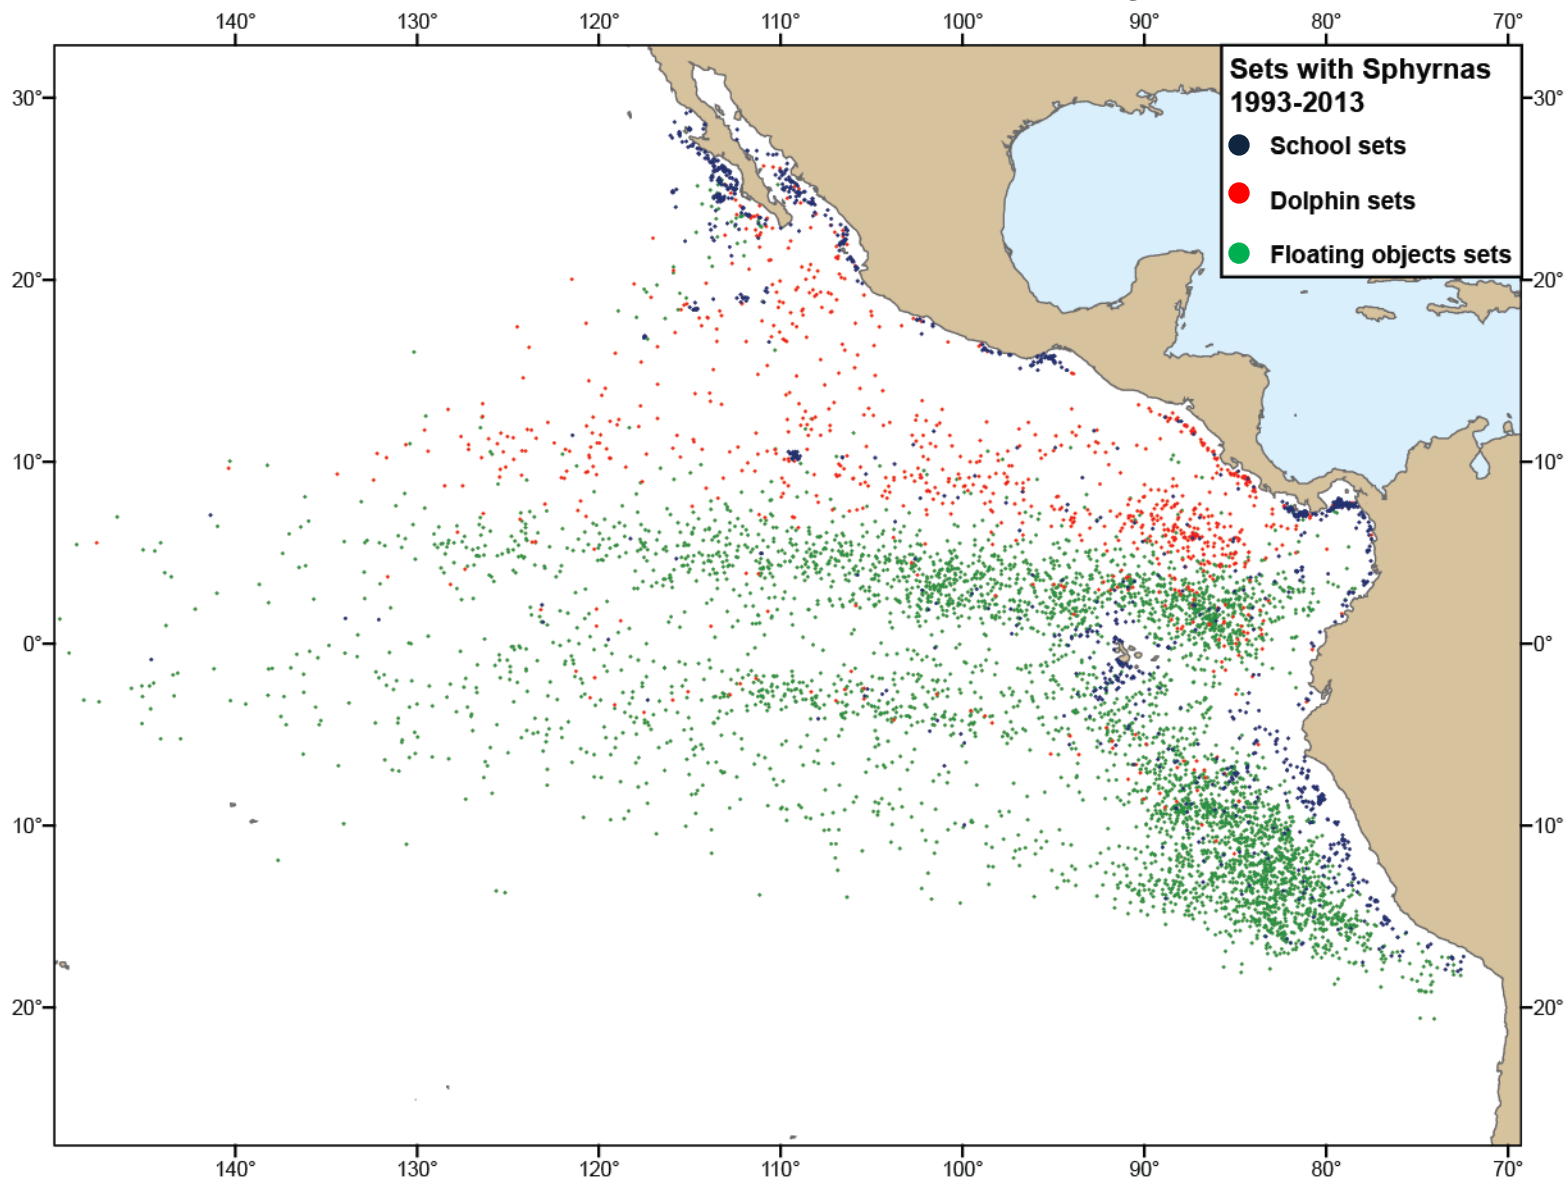 140° 130° 120° 110° 100° 90° 80° 70°
Sets with Sphyrnas
1993-2013
School sets
Dolphin sets
Floating objects sets
30° 30°
20° 20°
10° 10°
0° 0°
10° 10°
20° 20°
140° 130° 120° 110° 100° 90° 80° 70°